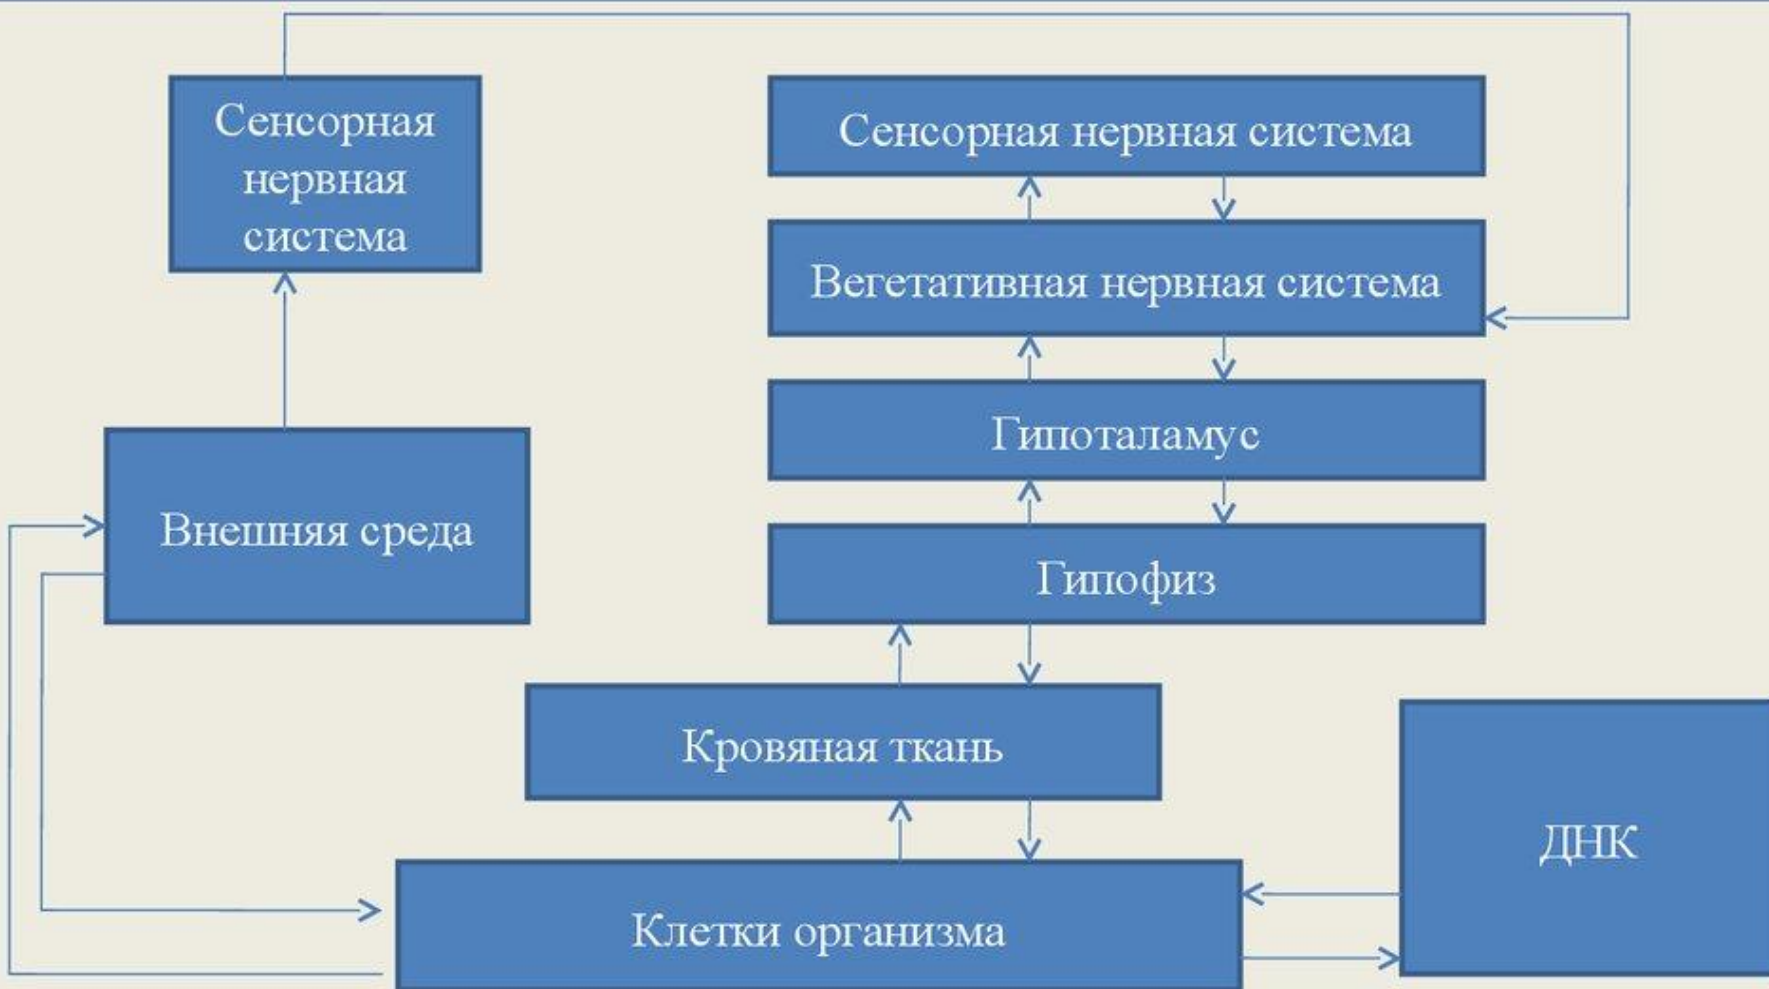 Сенсорная
нервная
система
Сенсорная нервная система
Вегетативная нервная система
Гипоталамус
Внешняя среда
Гипофиз
Кровяная ткань
ДНК
Клетки организма